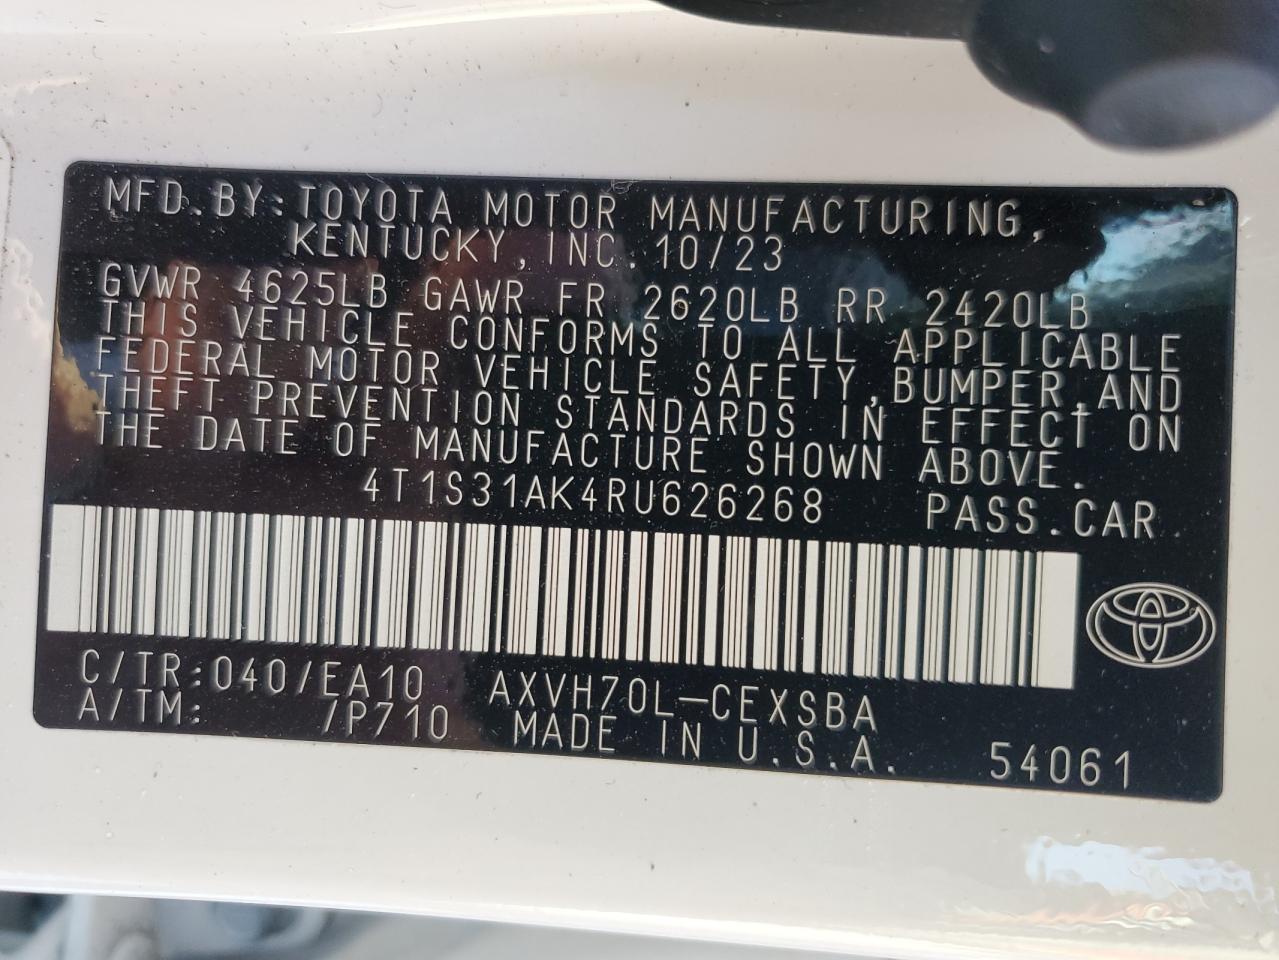 MFD.BY:TOYOTA MOTOR MANUFACTURING,
KENTUCKY,INC.10/23
GVWR 4625LB GAWR FR 2620LB RR 2420LB
THIS VEHICLE CONFORMS TO ALL APPLICABLE
FEDERAL MOTOR VEHICLE SAFETY,BUMPER,AND
THEFT PREVENTION STANDARDS IN EFFECT ON
THE DATE OF MANUFACTURE SHOWN ABOVE.
4T1S31AK4RU626268 PASS.CAR
C/TR:040/EA10 AXVH70L-CEXSBA
A/TM: /P710 MADE IN U.S.A. 54061